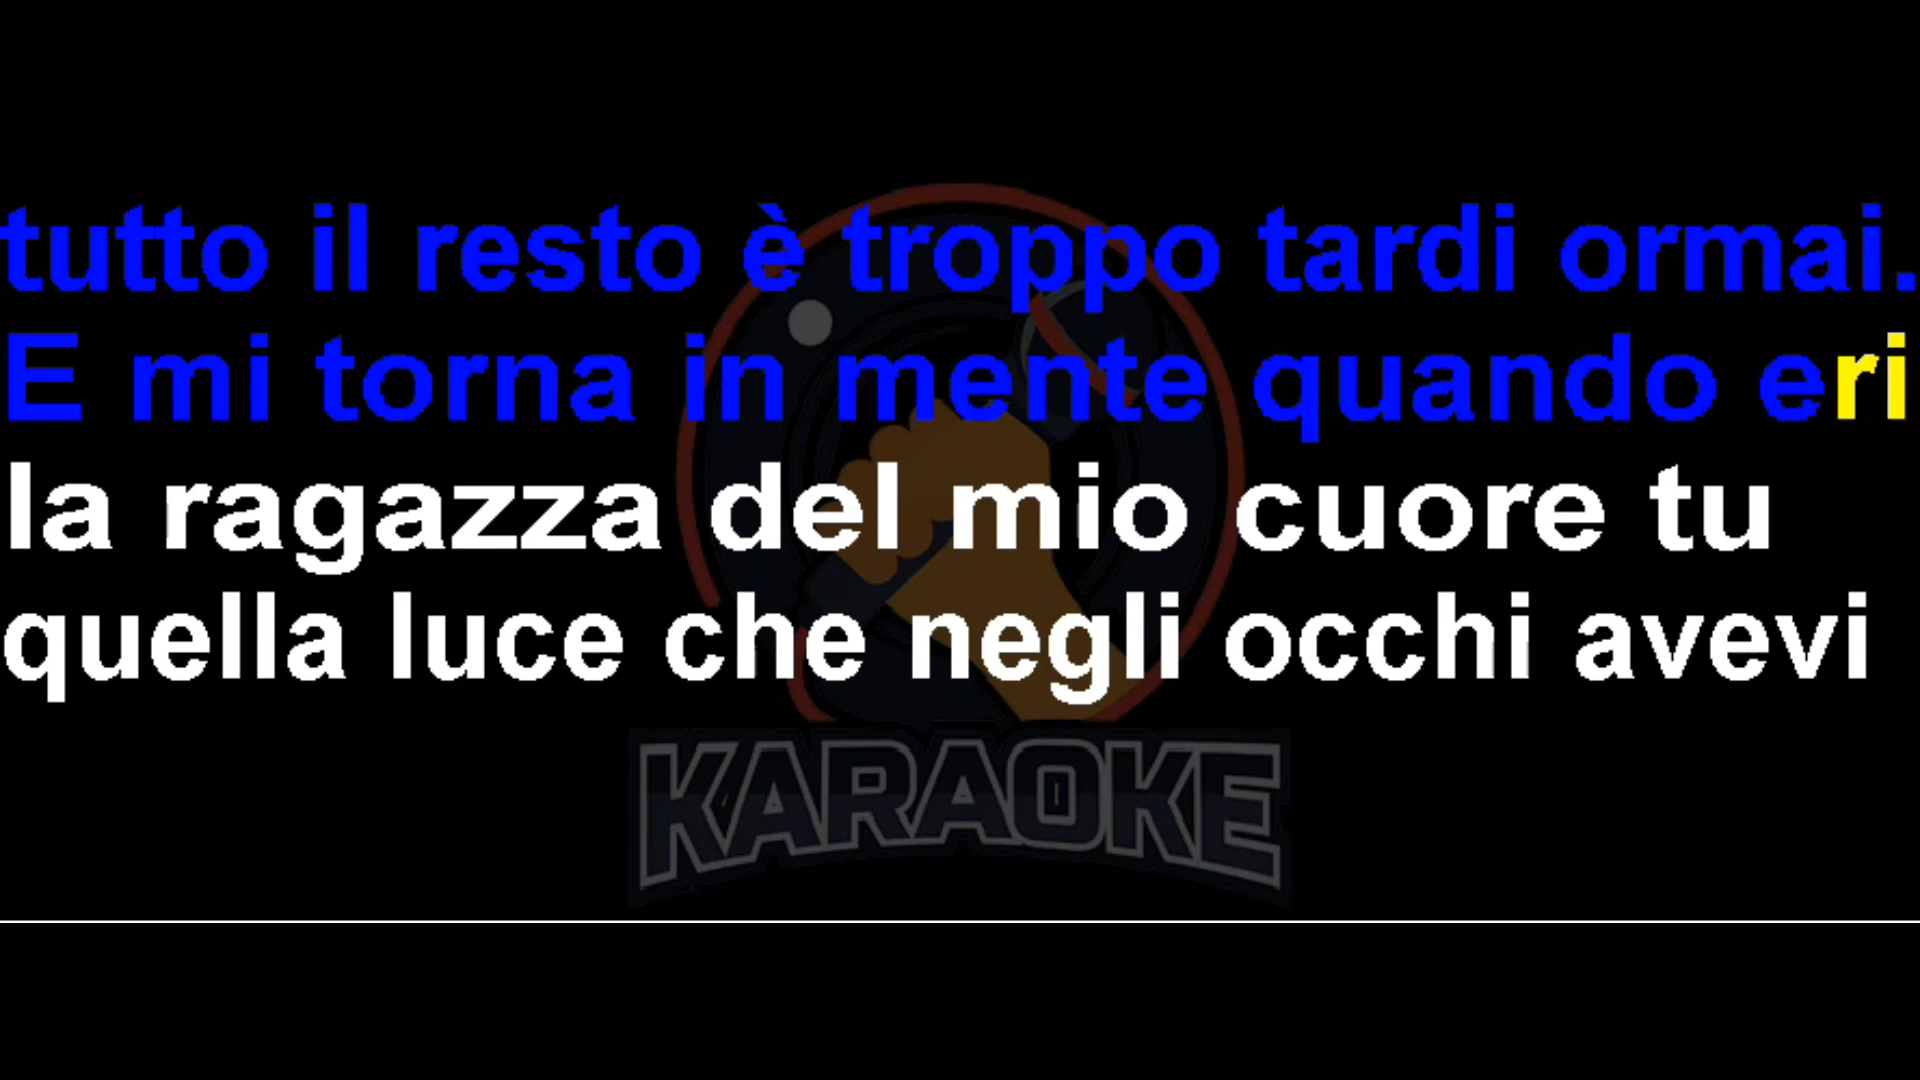 tutto il resto è troppo tardi ormai.
E mi torna in mente quando eri
la ragazza del mio cuore tu
quella luce che negli occhi avevi
KARAOKE